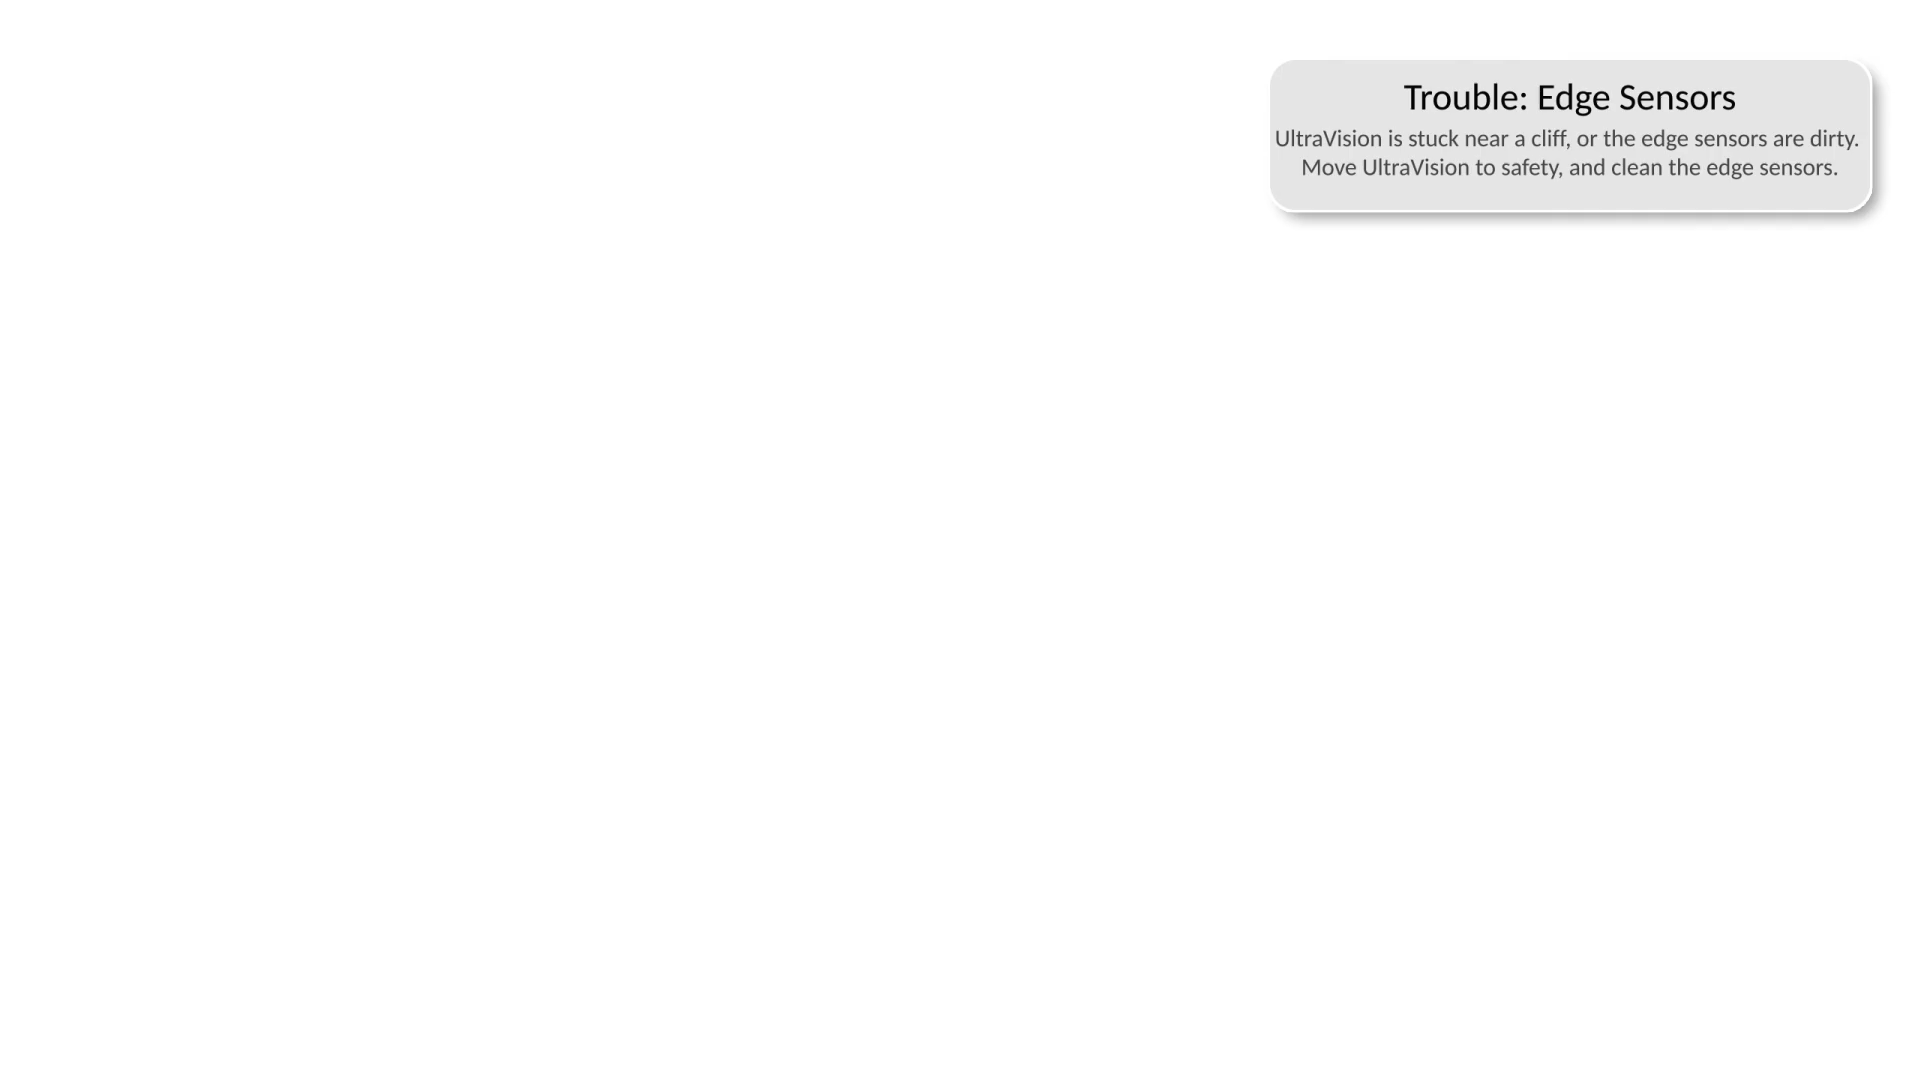 Trouble: Edge Sensors
UltraVision is stuck near a cliff, or the edge sensors are dirty.
Move UltraVision to safety, and clean the edge sensors.